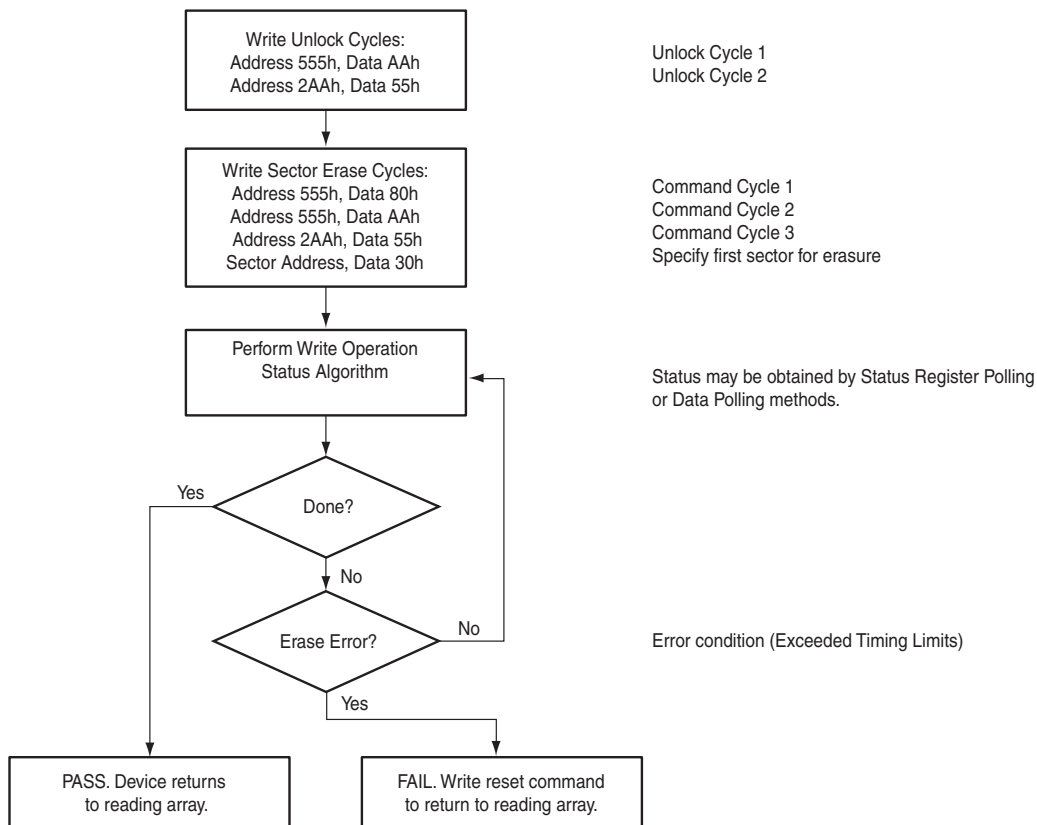 Write Unlock Cycles:
Address 555h, Data AAh
Address 2AAh, Data 55h
Unlock Cycle 1
Unlock Cycle 2
Write Sector Erase Cycles:
Address 555h, Data 80h
Address 555h, Data AAh
Address 2AAh, Data 55h
Sector Address, Data 30h
Command Cycle 1
Command Cycle 2
Command Cycle 3
Specify first sector for erasure
Perform Write Operation
Status Algorithm
Status may be obtained by Status Register Polling
or Data Polling methods.
Yes
Done?
No
Erase Error?
No
Error condition (Exceeded Timing Limits)
Yes
PASS. Device returns
to reading array.
FAIL. Write reset command
to return to reading array.